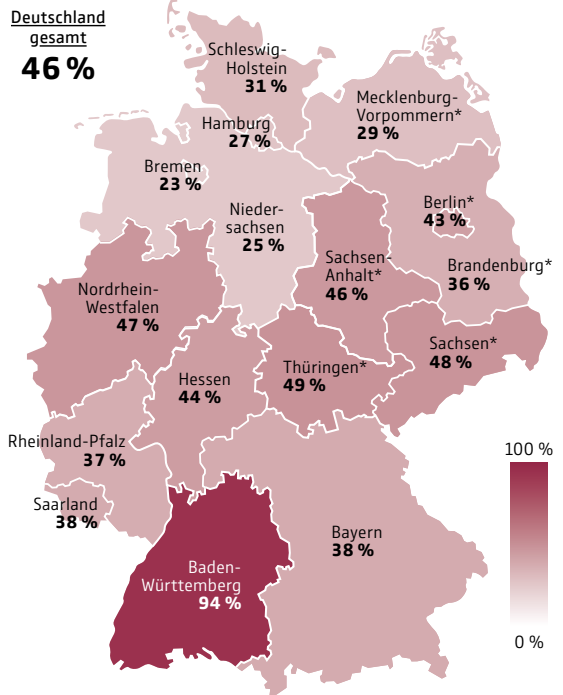 Deutschland
gesamt
46 %
Schleswig-
Holstein
31 %
Mecklenburg-
Vorpommern*
29 %
Hamburg
27 %
Bremen
23 %
Nieder-
sachsen
25 %
Berlin*
43 %
Sachsen-
Anhalt*
46 %
Brandenburg*
36 %
Nordrhein-
Westfalen
47 %
Sachsen*
48 %
Thüringen*
49 %
Hessen
44 %
Rheinland-Pfalz
37 %
Saarland
38 %
Bayern
38 %
Baden-
Württemberg
94 %
100 %
0 %